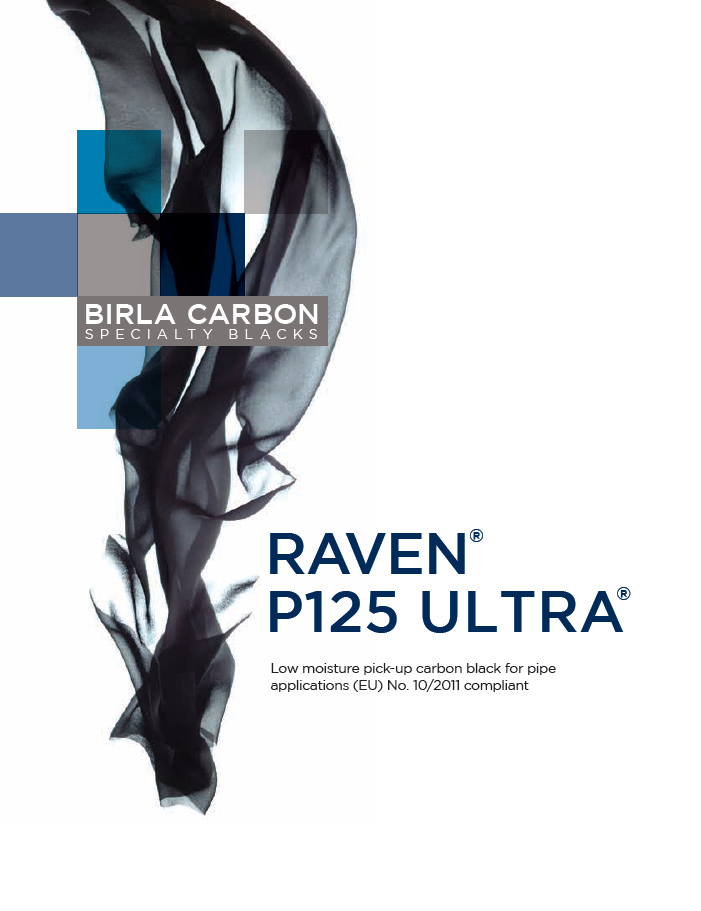 BIRLA CARBON
SPECIALTY BLACKS
RAVEN®
P125 ULTRA®
Low moisture pick-up carbon black for pipe
applications (EU) No. 10/2011 compliant